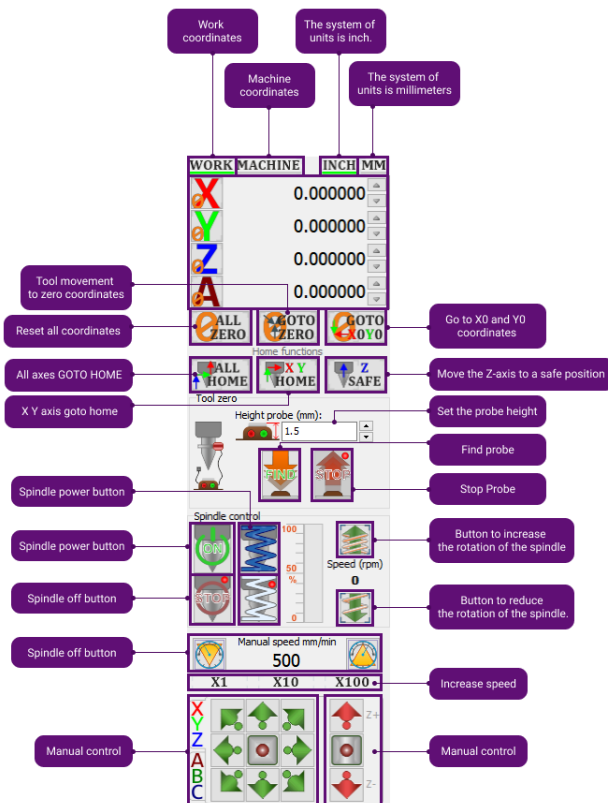 Work
coordinates
The system of
units is inch.
Machine
coordinates
The system of
units is millimeters
WORK MACHINE INCH MM
X 0.000000
Y 0.000000
Z 0.000000
A 0.000000
Tool movement
to zero coordinates
Reset all coordinates
ALL
ZERO
GOTO
ZERO
GOTO
X0Y0
Go to X0 and Y0
coordinates
Home functions
All axes GOTO HOME
ALL
HOME
X Y
HOME
Z
SAFE
Move the Z-axis to a safe position
X Y axis goto home
Tool zero
Height probe (mm):
1.5
Set the probe height
Find probe
FIND
STOP
Stop Probe
Spindle power button
Spindle control
Spindle power button
ON
100
50
%
0
Speed (rpm)
0
Button to increase
the rotation of the spindle
Spindle off button
STOP
Button to reduce
the rotation of the spindle.
Spindle off button
Manual speed mm/min
500
X1 X10 X100
Increase speed
Manual control
X
Y
Z
A
B
C
Z+
Z-
Manual control